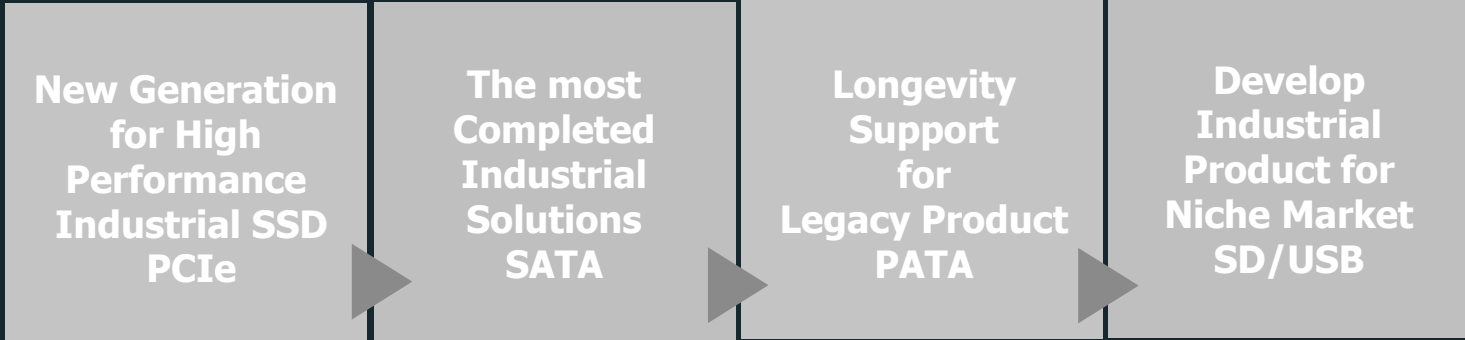 New Generation
for High
Performance
Industrial SSD
PCIe
The most
Completed
Industrial
Solutions
SATA
Longevity
Support
for
Legacy Product
PATA
Develop
Industrial
Product for
Niche Market
SD/USB